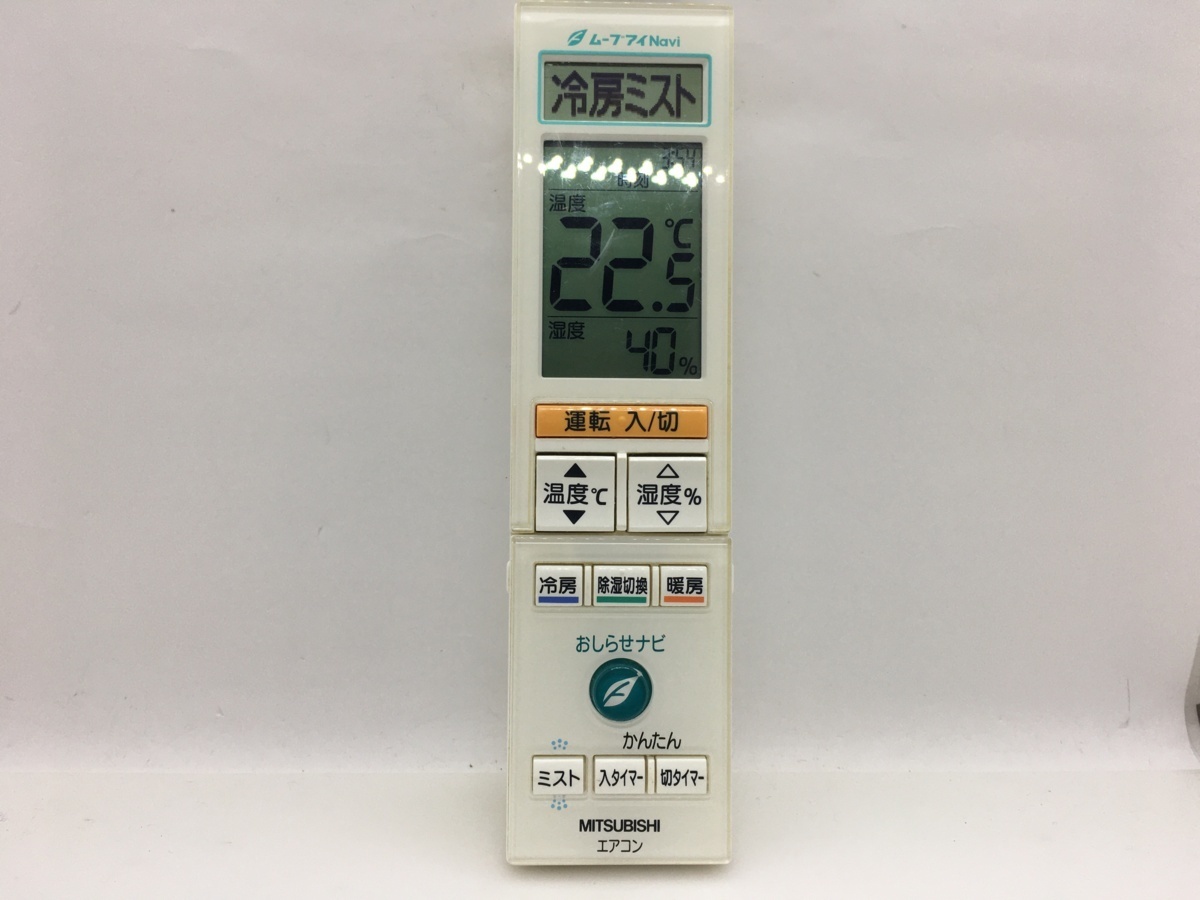 ムーブアイNavi
冷房ミスト
3:54
時刻
温度
22.5℃
湿度
40%
運転 入/切
温度℃
湿度%
冷房
除湿切換
暖房
おしらせナビ
かんたん
ミスト
入タイマー
切タイマー
MITSUBISHI
エアコン